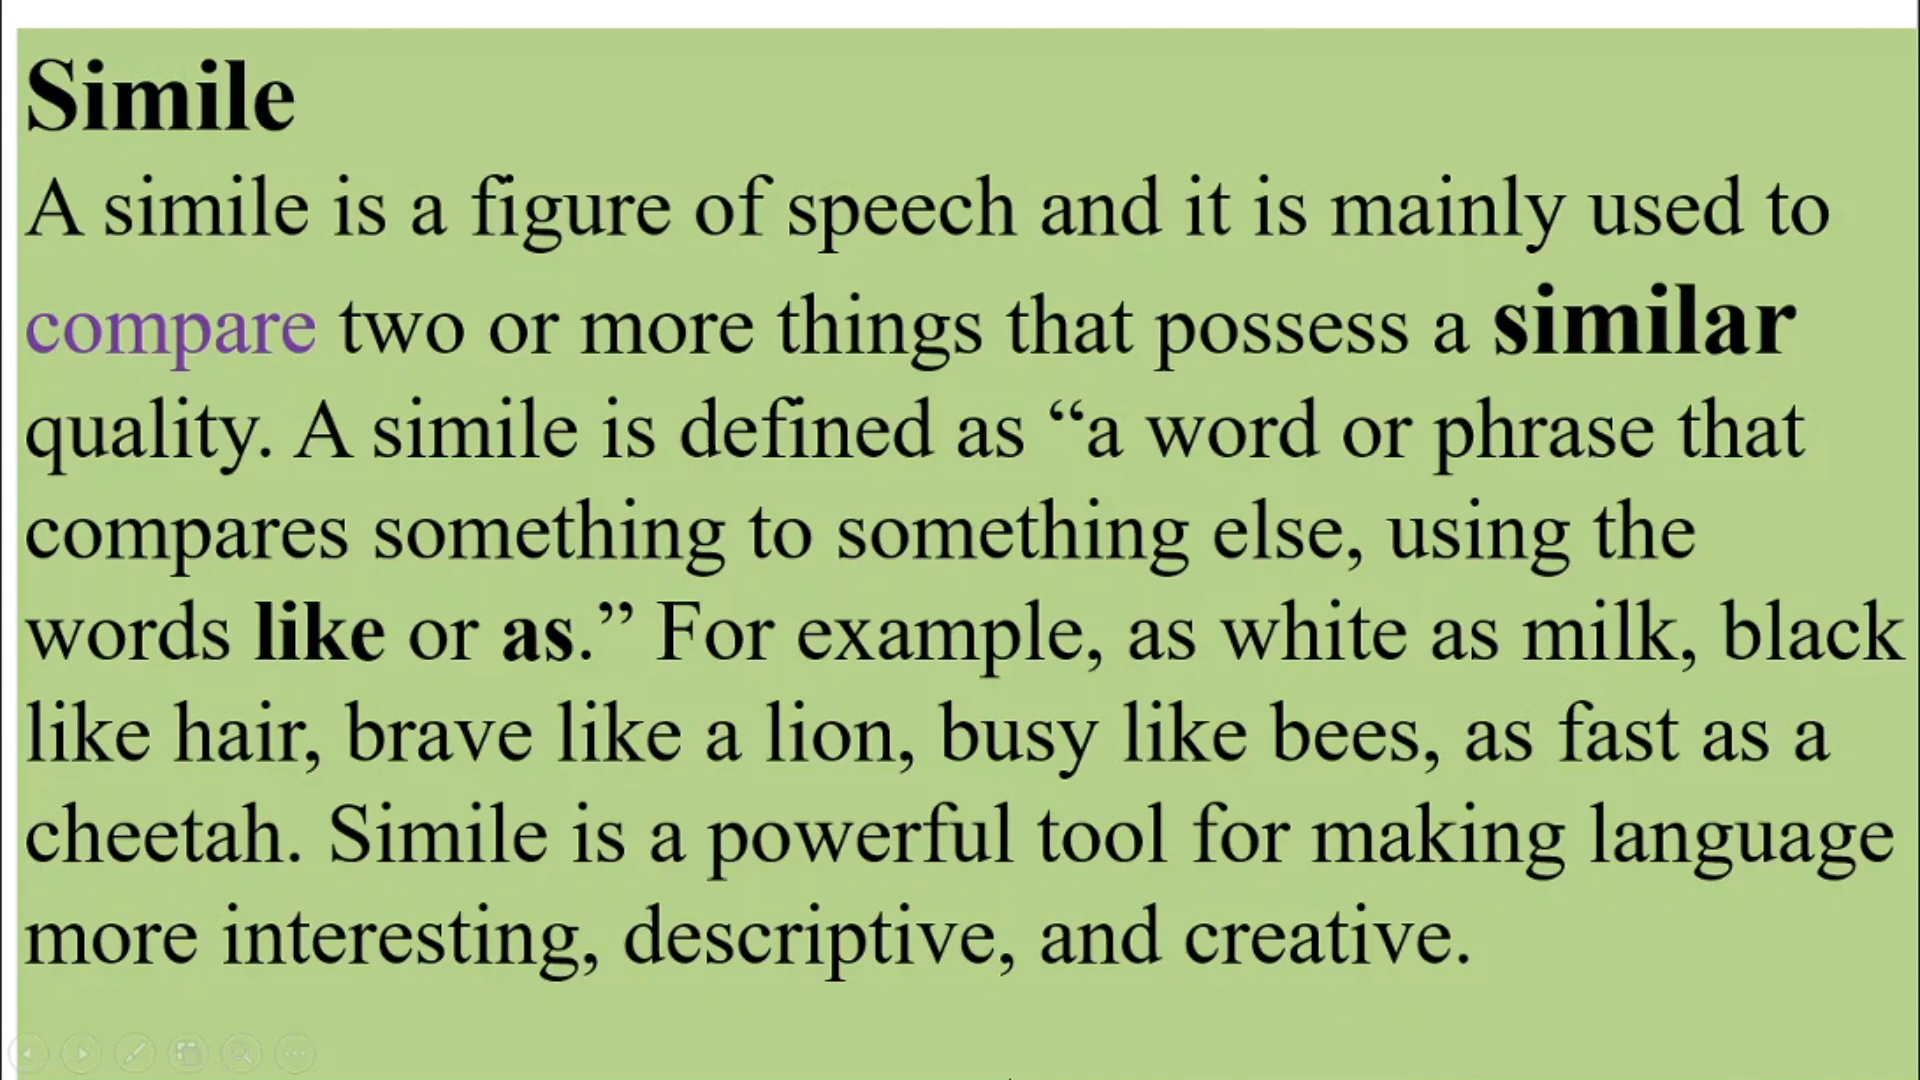 Simile
A simile is a figure of speech and it is mainly used to
compare two or more things that possess a similar
quality. A simile is defined as “a word or phrase that
compares something to something else, using the
words like or as.” For example, as white as milk, black
like hair, brave like a lion, busy like bees, as fast as a
cheetah. Simile is a powerful tool for making language
more interesting, descriptive, and creative.